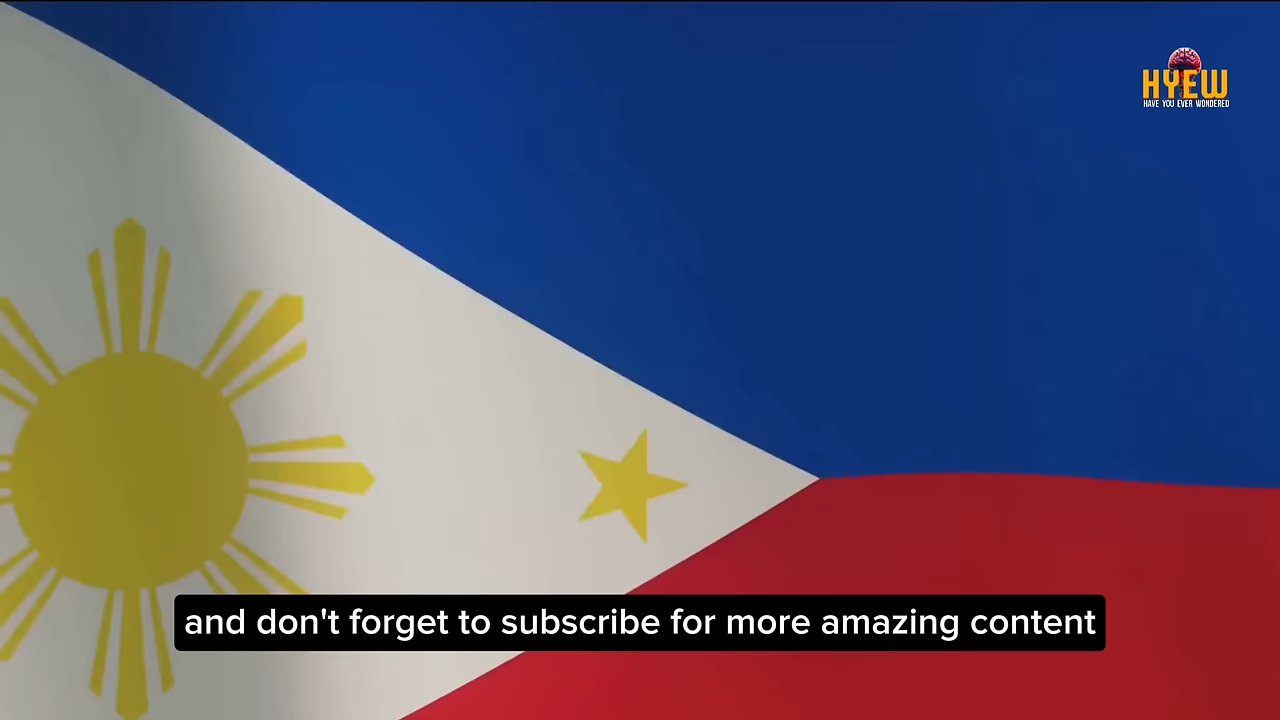 HYEW
HAVE YOU EVER WONDERED
and don't forget to subscribe for more amazing content